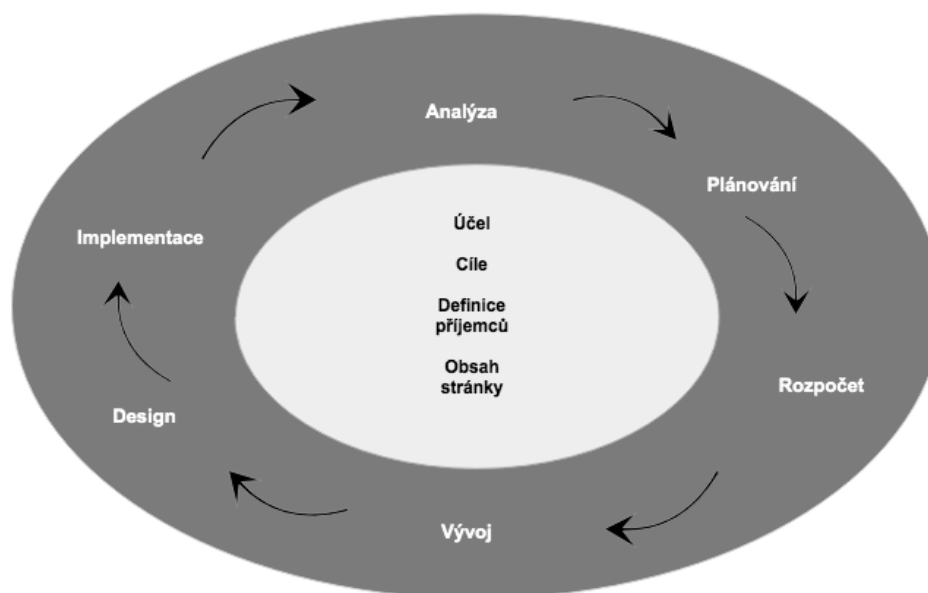 Analýza
Plánování
Rozpočet
Vývoj
Design
Implementace
Účel
Cíle
Definice
příjemců
Obsah
stránky